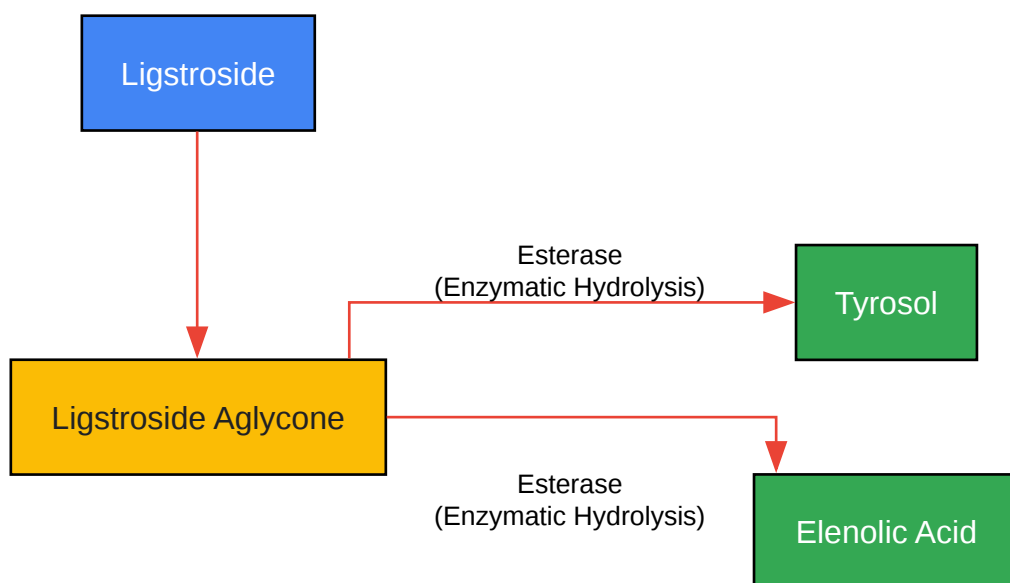 Ligstroside
Esterase
(Enzymatic Hydrolysis)
Tyrosol
Ligstroside Aglycone
Esterase
(Enzymatic Hydrolysis)
Elenolic Acid